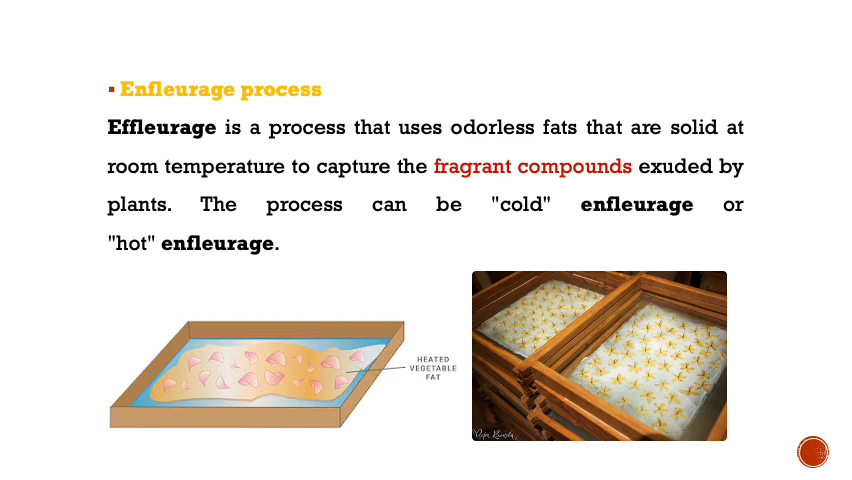 ▪ Enfleurage process
Effleurage is a process that uses odorless fats that are solid at
room temperature to capture the fragrant compounds exuded by
plants. The process can be "cold" enfleurage or
"hot" enfleurage.
HEATED
VEGETABLE
FAT